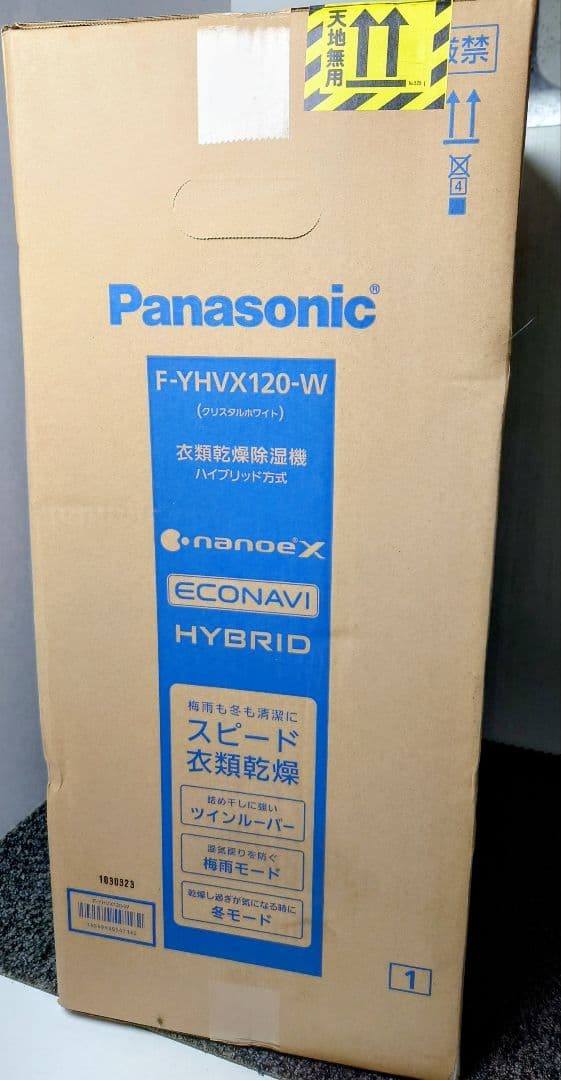 天地無用
禁
4
Panasonic®
F-YHVX120-W
(クリスタルホワイト)
衣類乾燥除湿機
ハイブリッド方式
nanoe®X
ECONAVI
HYBRID
梅雨も冬も清潔に
スピード
衣類乾燥
詰め干しに強い
ツインルーバー
湿気戻りを防ぐ
梅雨モード
乾燥し過ぎが気になる時に
冬モード
1030323
F-YHVX120-W
1